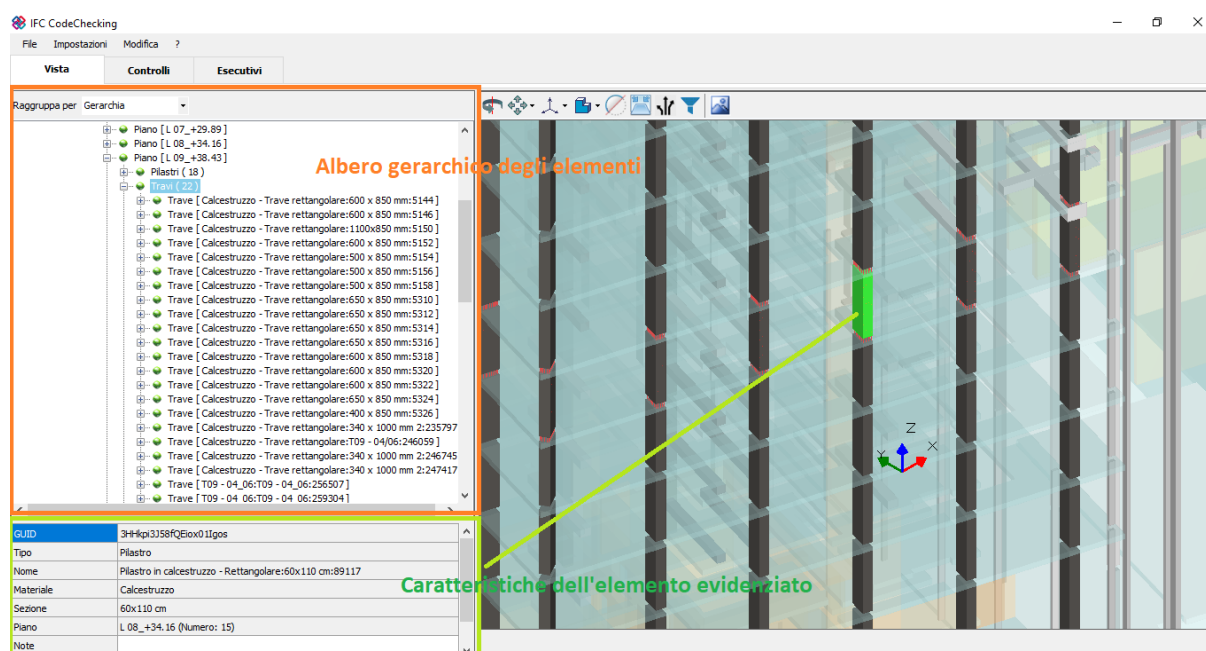 IFC CodeChecking
File Impostazioni Modifica ?
Vista Controlli Esecutivi
Raggruppa per Gerarchia
Piano [ L 07_+29.89 ]
Piano [ L 08_+34.16 ]
Piano [ L 09_+38.43 ]
Pilastri ( 18 )
Albero gerarchico degli elementi
Travi ( 22 )
Trave [ Calcestruzzo - Trave rettangolare:600 x 850 mm:5144 ]
Trave [ Calcestruzzo - Trave rettangolare:600 x 850 mm:5146 ]
Trave [ Calcestruzzo - Trave rettangolare:1100x850 mm:5150 ]
Trave [ Calcestruzzo - Trave rettangolare:600 x 850 mm:5152 ]
Trave [ Calcestruzzo - Trave rettangolare:500 x 850 mm:5154 ]
Trave [ Calcestruzzo - Trave rettangolare:500 x 850 mm:5156 ]
Trave [ Calcestruzzo - Trave rettangolare:500 x 850 mm:5158 ]
Trave [ Calcestruzzo - Trave rettangolare:650 x 850 mm:5310 ]
Trave [ Calcestruzzo - Trave rettangolare:650 x 850 mm:5312 ]
Trave [ Calcestruzzo - Trave rettangolare:650 x 850 mm:5314 ]
Trave [ Calcestruzzo - Trave rettangolare:650 x 850 mm:5316 ]
Trave [ Calcestruzzo - Trave rettangolare:600 x 850 mm:5318 ]
Trave [ Calcestruzzo - Trave rettangolare:600 x 850 mm:5320 ]
Trave [ Calcestruzzo - Trave rettangolare:600 x 850 mm:5322 ]
Trave [ Calcestruzzo - Trave rettangolare:650 x 850 mm:5324 ]
Trave [ Calcestruzzo - Trave rettangolare:400 x 850 mm:5326 ]
Trave [ Calcestruzzo - Trave rettangolare:340 x 1000 mm 2:235797
Trave [ Calcestruzzo - Trave rettangolare:T09 - 04/06:246059 ]
Trave [ Calcestruzzo - Trave rettangolare:340 x 1000 mm 2:246745
Trave [ Calcestruzzo - Trave rettangolare:340 x 1000 mm 2:247417
Trave [ T09 - 04_06:T09 - 04_06:256507 ]
Trave [ T09 - 04_06:T09 - 04_06:259304 ]
Z
X
Y
GUID 3HHkpi3J58fQEiox01Igos
Tipo Pilastro
Nome Pilastro in calcestruzzo - Rettangolare:60x110 cm:89117
Materiale Calcestruzzo
Caratteristiche dell'elemento evidenziato
Sezione 60x110 cm
Piano L 08_+34.16 (Numero: 15)
Note